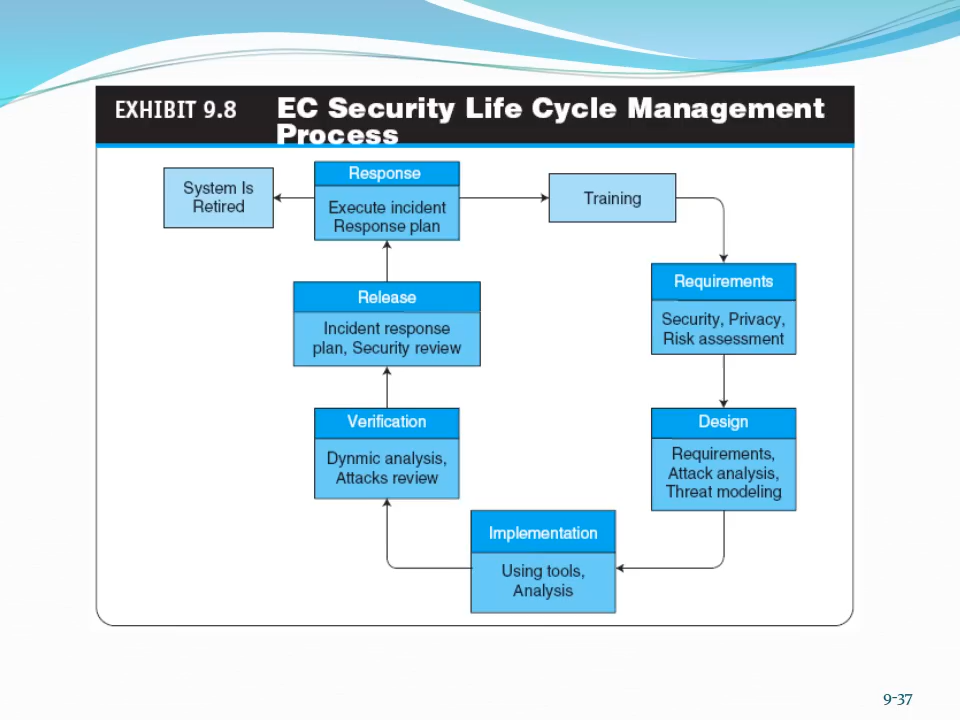 EXHIBIT 9.8
EC Security Life Cycle Management
Process
System Is
Retired
Response
Execute incident
Response plan
Training
Release
Incident response
plan, Security review
Requirements
Security, Privacy,
Risk assessment
Verification
Dynmic analysis,
Attacks review
Design
Requirements,
Attack analysis,
Threat modeling
Implementation
Using tools,
Analysis
9-37